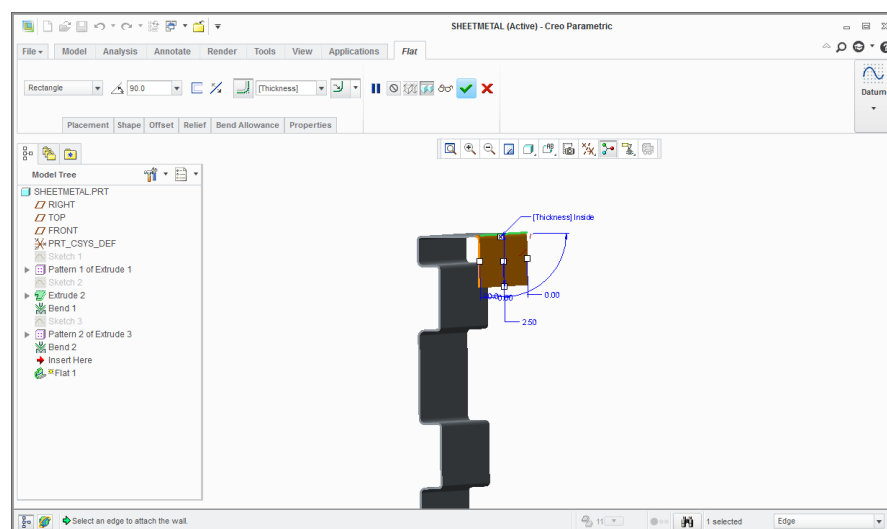 SHEETMETAL (Active) - Creo Parametric
File Model Analysis Annotate Render Tools View Applications Flat
Rectangle 90.0 [Thickness]
Datum
Placement Shape Offset Relief Bend Allowance Properties
Model Tree
SHEETMETAL.PRT
RIGHT
TOP
FRONT
PRT_CSYS_DEF
Sketch 1
Pattern 1 of Extrude 1
Sketch 2
Extrude 2
Bend 1
Sketch 3
Pattern 2 of Extrude 3
Bend 2
Insert Here
Flat 1
[Thickness] Inside
0.00
2.50
Select an edge to attach the wall.
11
1 selected
Edge